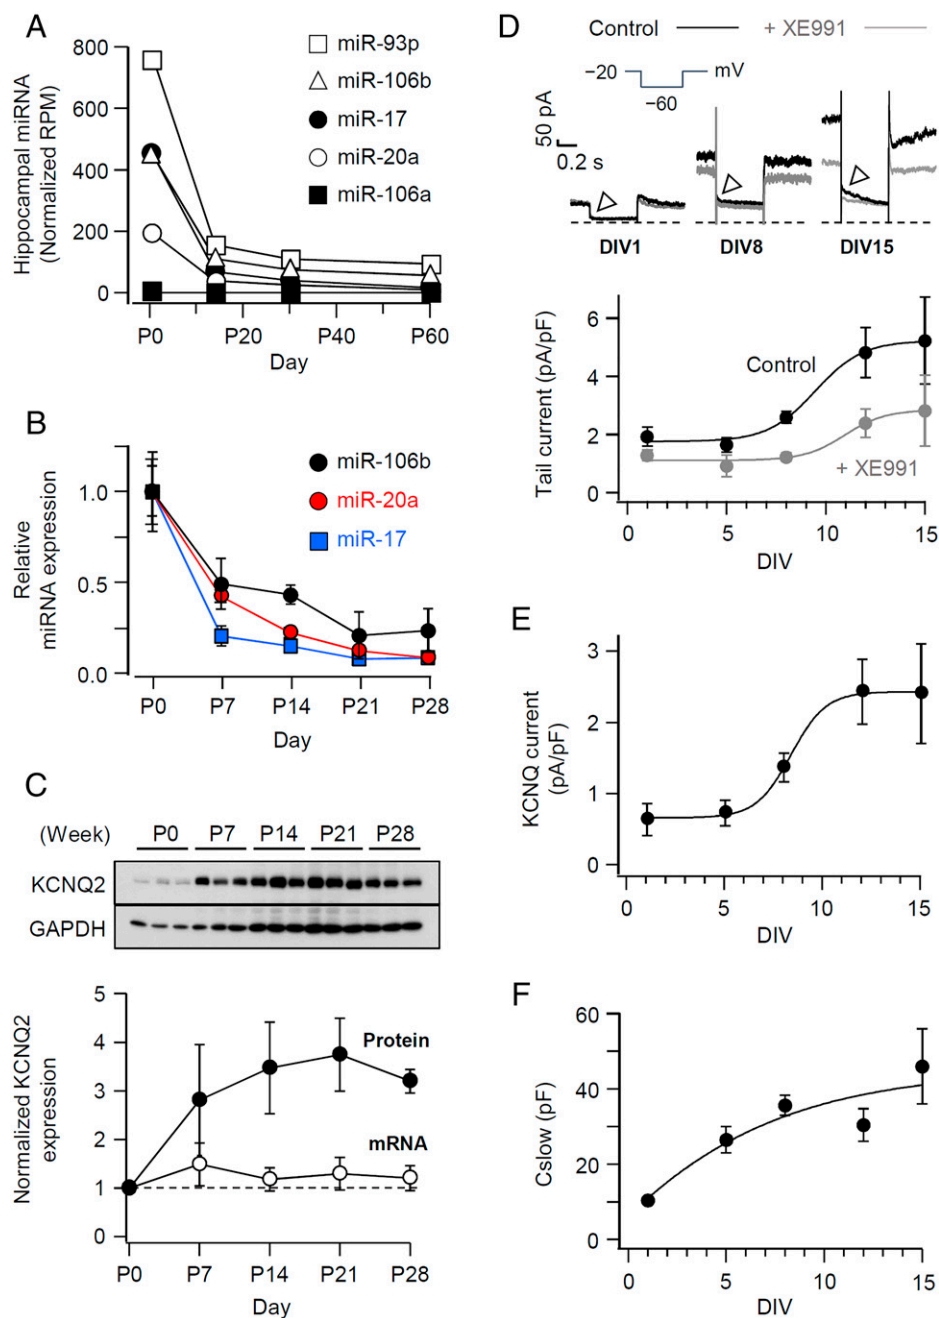 A
800
600
400
200
0
Hippocampal miRNA
(Normalized RPM)
miR-93p
miR-106b
miR-17
miR-20a
miR-106a
P0 P20 P40 P60
Day
B
1.0
0.5
0.0
Relative
miRNA expression
miR-106b
miR-20a
miR-17
P0 P7 P14 P21 P28
Day
C
(Week) P0 P7 P14 P21 P28
KCNQ2
GAPDH
5
4
3
2
1
0
Normalized KCNQ2
expression
Protein
mRNA
P0 P7 P14 P21 P28
Day
D
Control + XE991
−20 mV
−60
50 pA
0.2 s
DIV1 DIV8 DIV15
6
4
2
0
Tail current (pA/pF)
Control
+ XE991
0 5 10 15
DIV
E
3
2
1
0
KCNQ current
(pA/pF)
0 5 10 15
DIV
F
60
40
20
0
Cslow (pF)
0 5 10 15
DIV